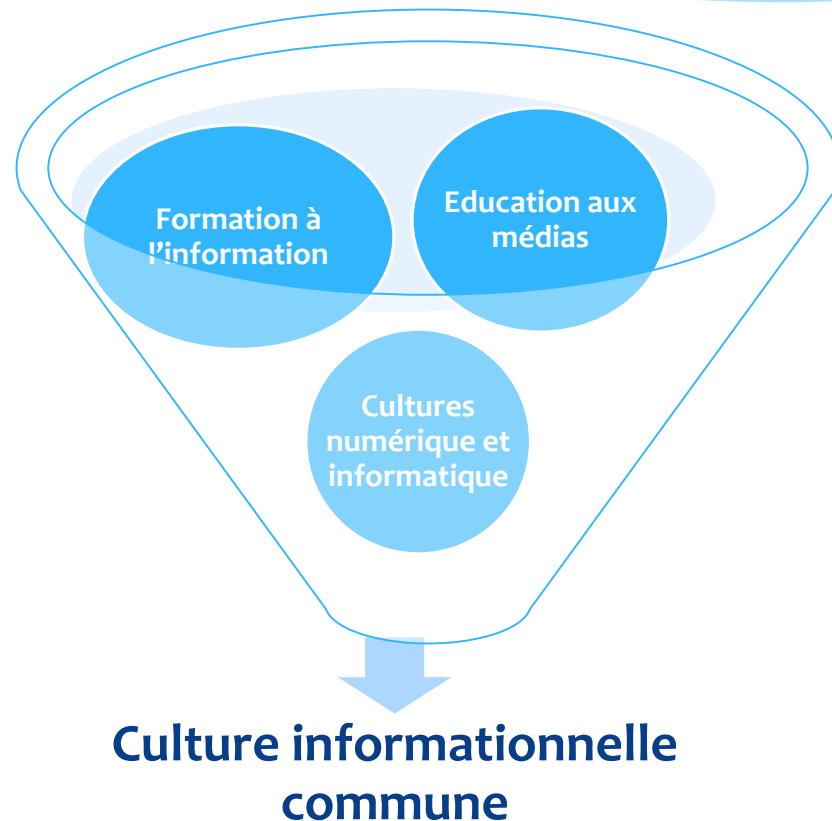 Formation à
l'information
Education aux
médias
Cultures
numérique et
informatique
Culture informationnelle
commune